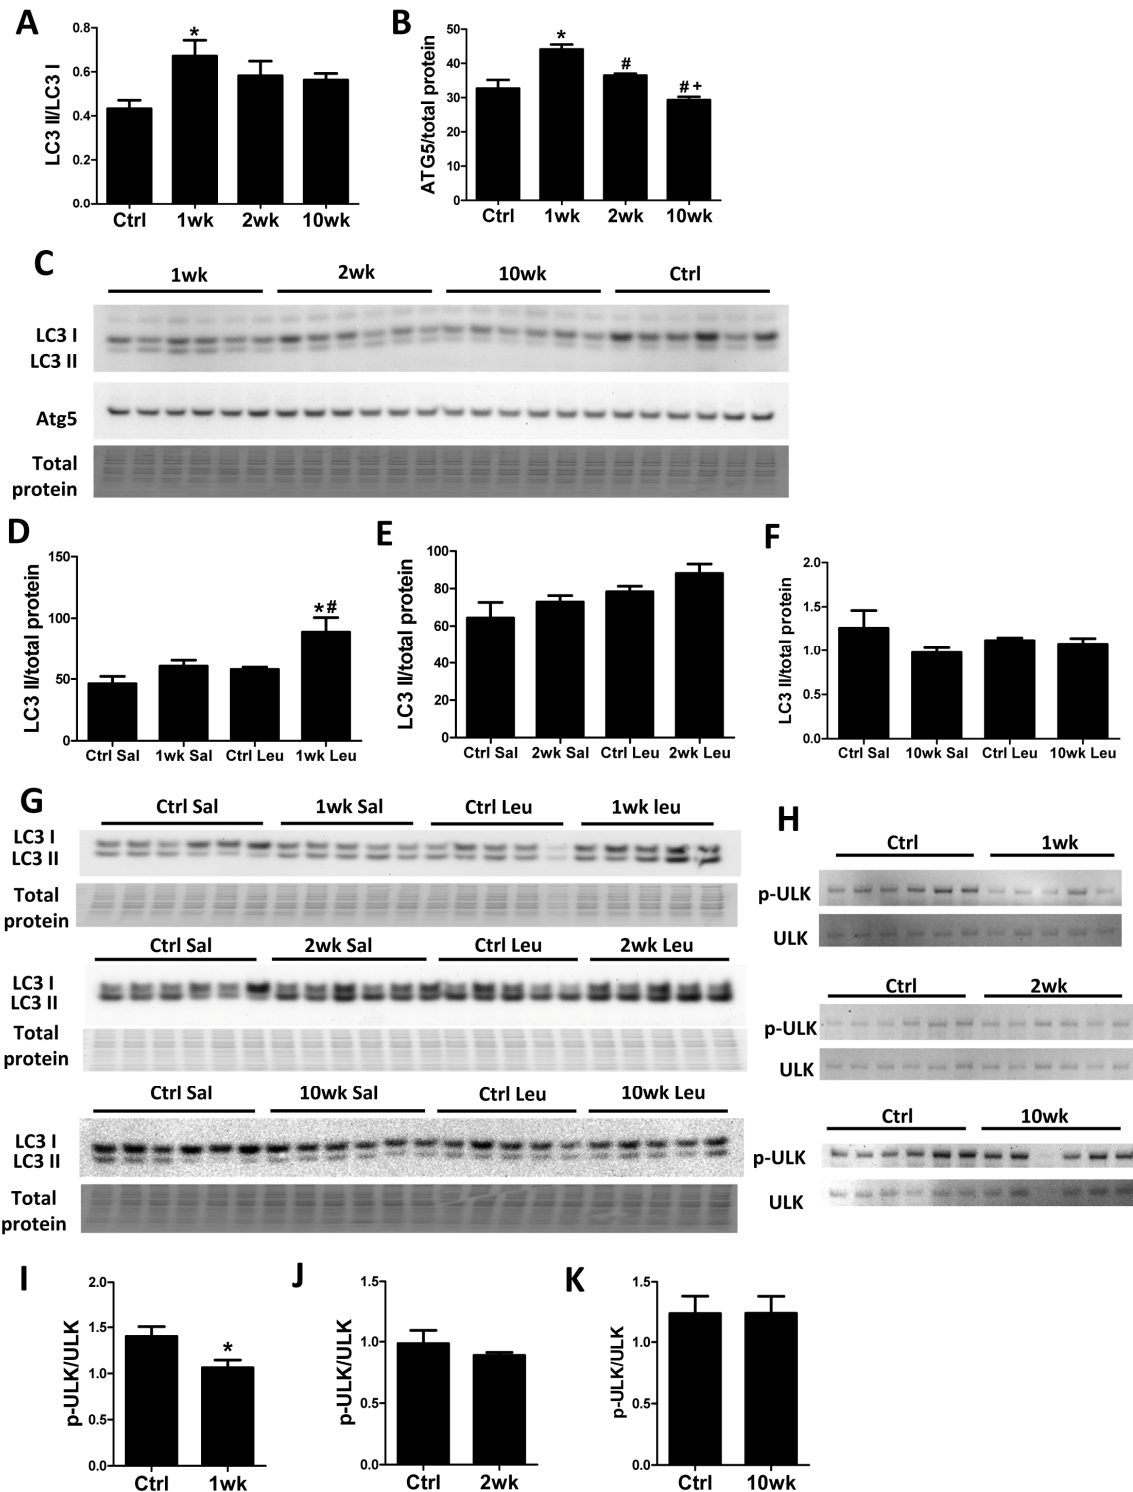 A
LC3 II/LC3 I
0.8
0.6
0.4
0.2
0.0
*
Ctrl 1wk 2wk 10wk
B
ATG5/total protein
50
40
30
20
10
0
*
#
# +
Ctrl 1wk 2wk 10wk
C
1wk 2wk 10wk Ctrl
LC3 I
LC3 II
Atg5
Total
protein
D
LC3 II/total protein
150
100
50
0
*#
Ctrl Sal 1wk Sal Ctrl Leu 1wk Leu
E
LC3 II/total protein
100
80
60
40
20
0
Ctrl Sal 2wk Sal Ctrl Leu 2wk Leu
F
LC3 II/total protein
2.0
1.5
1.0
0.5
0.0
Ctrl Sal 10wk Sal Ctrl Leu 10wk Leu
G
Ctrl Sal 1wk Sal Ctrl Leu 1wk leu
LC3 I
LC3 II
Total
protein
Ctrl Sal 2wk Sal Ctrl Leu 2wk Leu
LC3 I
LC3 II
Total
protein
Ctrl Sal 10wk Sal Ctrl Leu 10wk Leu
LC3 I
LC3 II
Total
protein
H
Ctrl 1wk
p-ULK
ULK
Ctrl 2wk
p-ULK
ULK
Ctrl 10wk
p-ULK
ULK
I
p-ULK/ULK
2.0
1.5
1.0
0.5
0.0
*
Ctrl 1wk
J
p-ULK/ULK
1.5
1.0
0.5
0.0
Ctrl 2wk
K
p-ULK/ULK
1.5
1.0
0.5
0.0
Ctrl 10wk